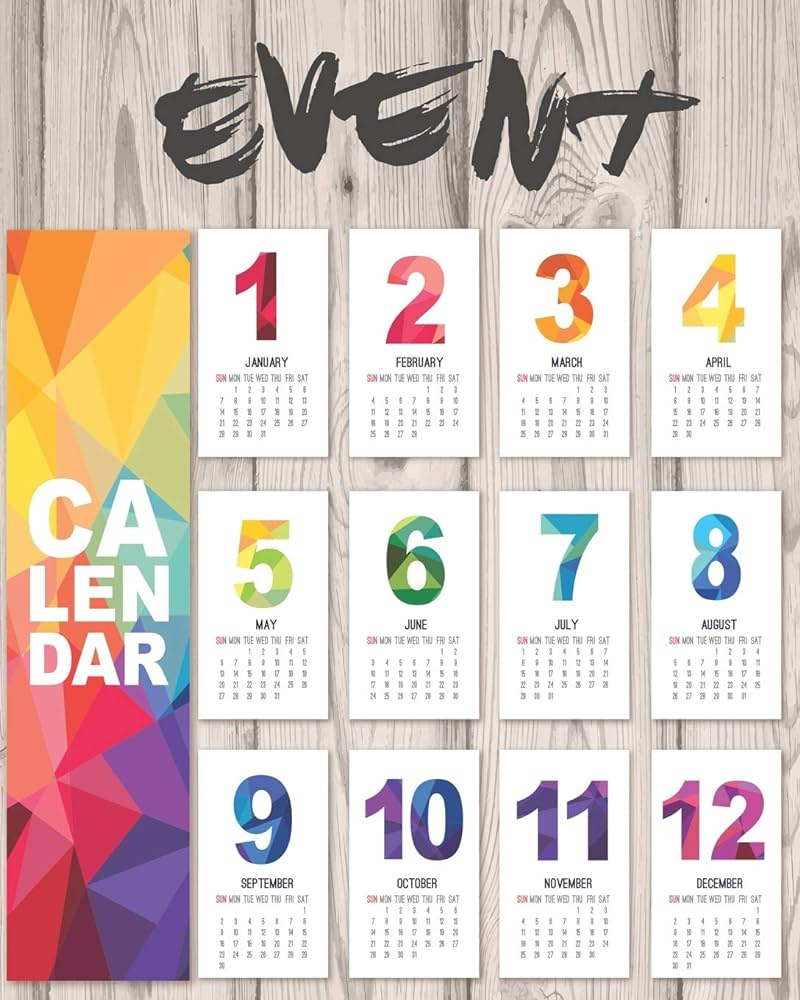 EVENT
CA
LEN
DAR
1
JANUARY
SUN MON TUE WED THU FRI SAT
1 2 3 4 5 6
7 8 9 10 11 12 13
14 15 16 17 18 19 20
21 22 23 24 25 26 27
28 29 30 31
2
FEBRUARY
SUN MON TUE WED THU FRI SAT
1 2 3
4 5 6 7 8 9 10
11 12 13 14 15 16 17
18 19 20 21 22 23 24
25 26 27 28
3
MARCH
SUN MON TUE WED THU FRI SAT
1 2 3
4 5 6 7 8 9 10
11 12 13 14 15 16 17
18 19 20 21 22 23 24
25 26 27 28 29 30 31
4
APRIL
SUN MON TUE WED THU FRI SAT
1 2 3 4 5 6 7
8 9 10 11 12 13 14
15 16 17 18 19 20 21
22 23 24 25 26 27 28
29 30
5
MAY
SUN MON TUE WED THU FRI SAT
1 2 3 4 5
6 7 8 9 10 11 12
13 14 15 16 17 18 19
20 21 22 23 24 25 26
27 28 29 30 31
6
JUNE
SUN MON TUE WED THU FRI SAT
1 2
3 4 5 6 7 8 9
10 11 12 13 14 15 16
17 18 19 20 21 22 23
24 25 26 27 28 29 30
7
JULY
SUN MON TUE WED THU FRI SAT
1 2 3 4 5 6 7
8 9 10 11 12 13 14
15 16 17 18 19 20 21
22 23 24 25 26 27 28
29 30 31
8
AUGUST
SUN MON TUE WED THU FRI SAT
1 2 3 4
5 6 7 8 9 10 11
12 13 14 15 16 17 18
19 20 21 22 23 24 25
26 27 28 29 30 31
9
SEPTEMBER
SUN MON TUE WED THU FRI SAT
1
2 3 4 5 6 7 8
9 10 11 12 13 14 15
16 17 18 19 20 21 22
23 24 25 26 27 28 29
30
10
OCTOBER
SUN MON TUE WED THU FRI SAT
1 2 3 4 5 6
7 8 9 10 11 12 13
14 15 16 17 18 19 20
21 22 23 24 25 26 27
28 29 30 31
11
NOVEMBER
SUN MON TUE WED THU FRI SAT
1 2 3
4 5 6 7 8 9 10
11 12 13 14 15 16 17
18 19 20 21 22 23 24
25 26 27 28 29 30
12
DECEMBER
SUN MON TUE WED THU FRI SAT
1
2 3 4 5 6 7 8
9 10 11 12 13 14 15
16 17 18 19 20 21 22
23 24 25 26 27 28 29
30 31